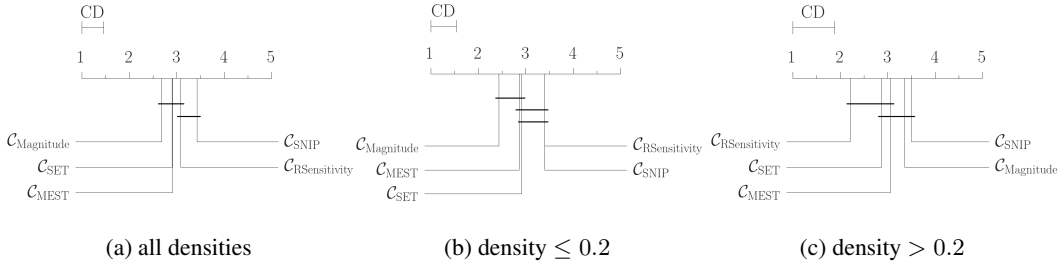 CD
1 2 3 4 5
C_Magnitude
C_SET
C_MEST
C_SNIP
C_RSensitivity
(a) all densities
CD
1 2 3 4 5
C_Magnitude
C_MEST
C_SET
C_RSensitivity
C_SNIP
(b) density ≤ 0.2
CD
1 2 3 4 5
C_RSensitivity
C_SET
C_MEST
C_SNIP
C_Magnitude
(c) density > 0.2